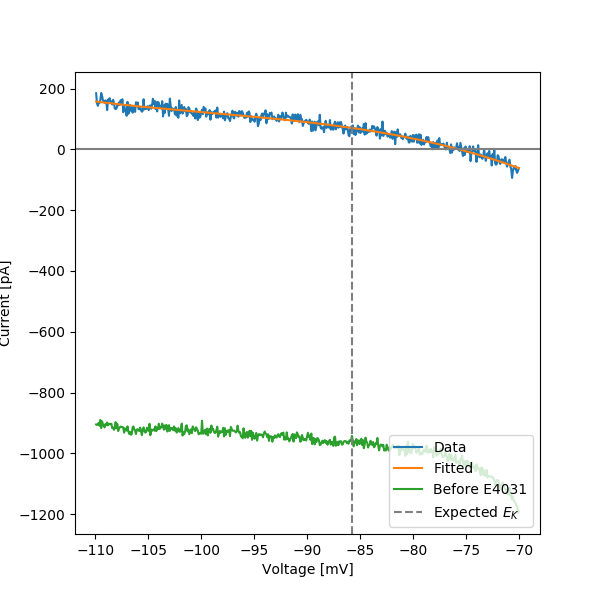 200
0
−200
−400
−600
−800
−1000
−1200
Current [pA]
Data
Fitted
Before E4031
Expected E_K
−110 −105 −100 −95 −90 −85 −80 −75 −70
Voltage [mV]